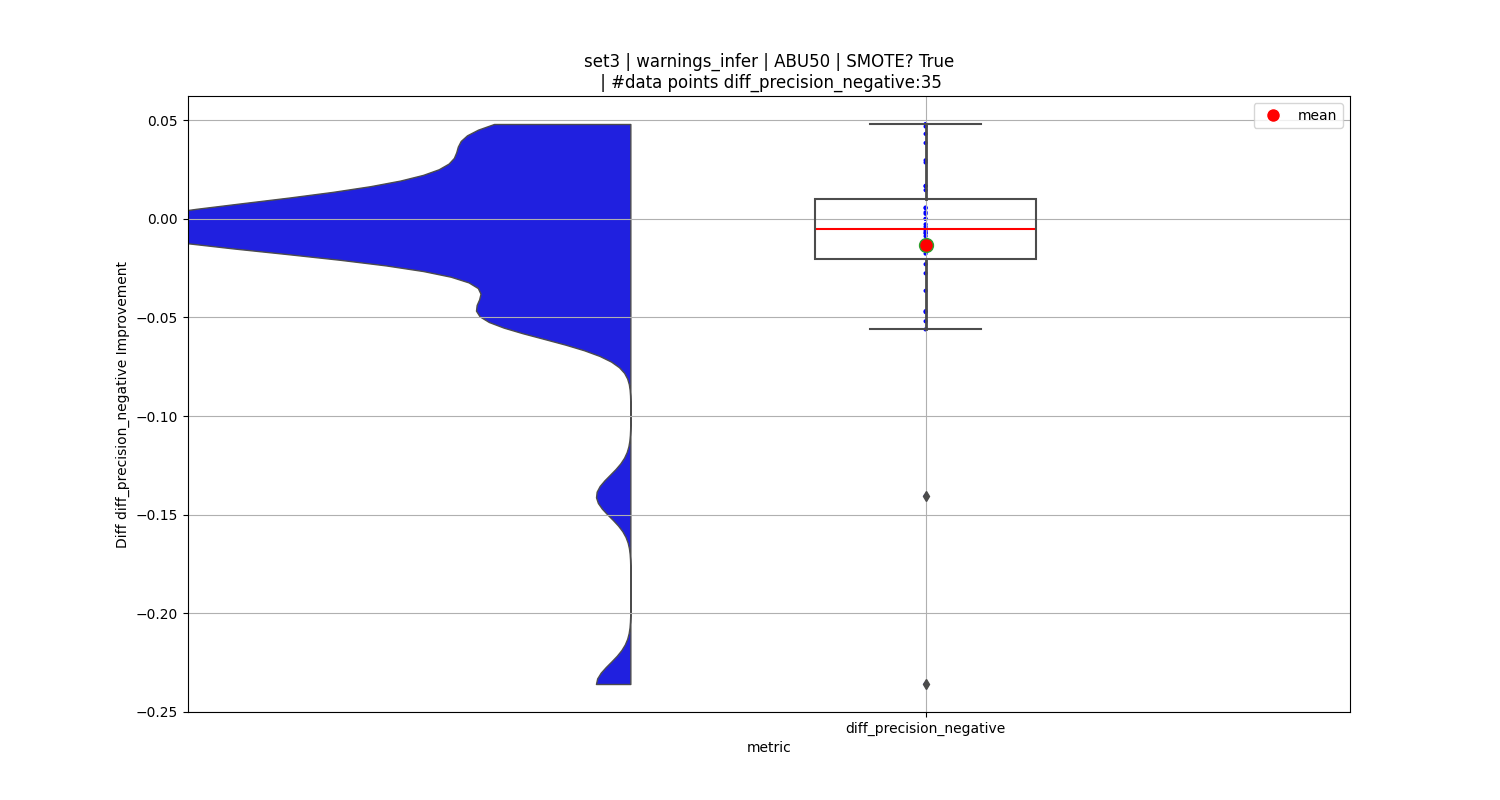 set3 | warnings_infer | ABU50 | SMOTE? True
| #data points diff_precision_negative:35
mean
0.05
0.00
−0.05
−0.10
−0.15
−0.20
−0.25
Diff diff_precision_negative Improvement
diff_precision_negative
metric